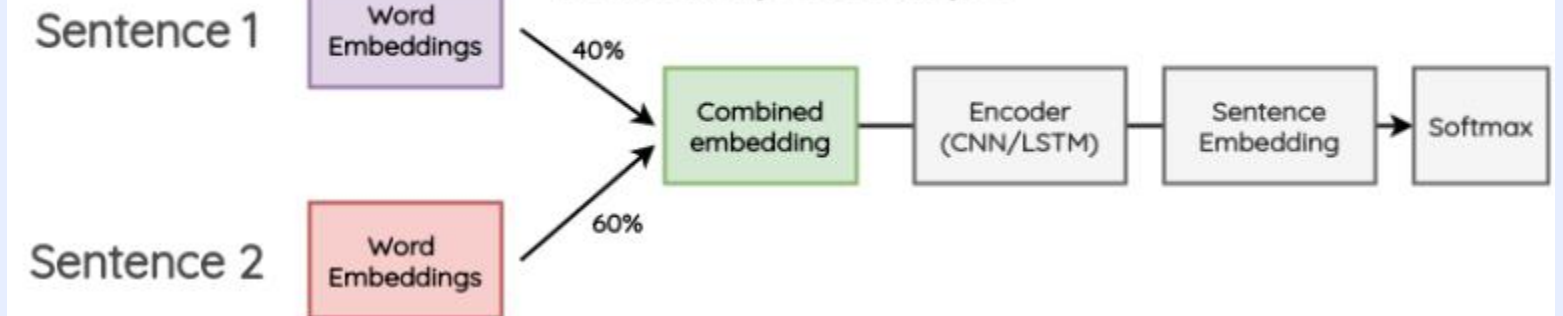 Sentence 1
Word
Embeddings
40%
Combined
embedding
Encoder
(CNN/LSTM)
Sentence
Embedding
Softmax
60%
Sentence 2
Word
Embeddings